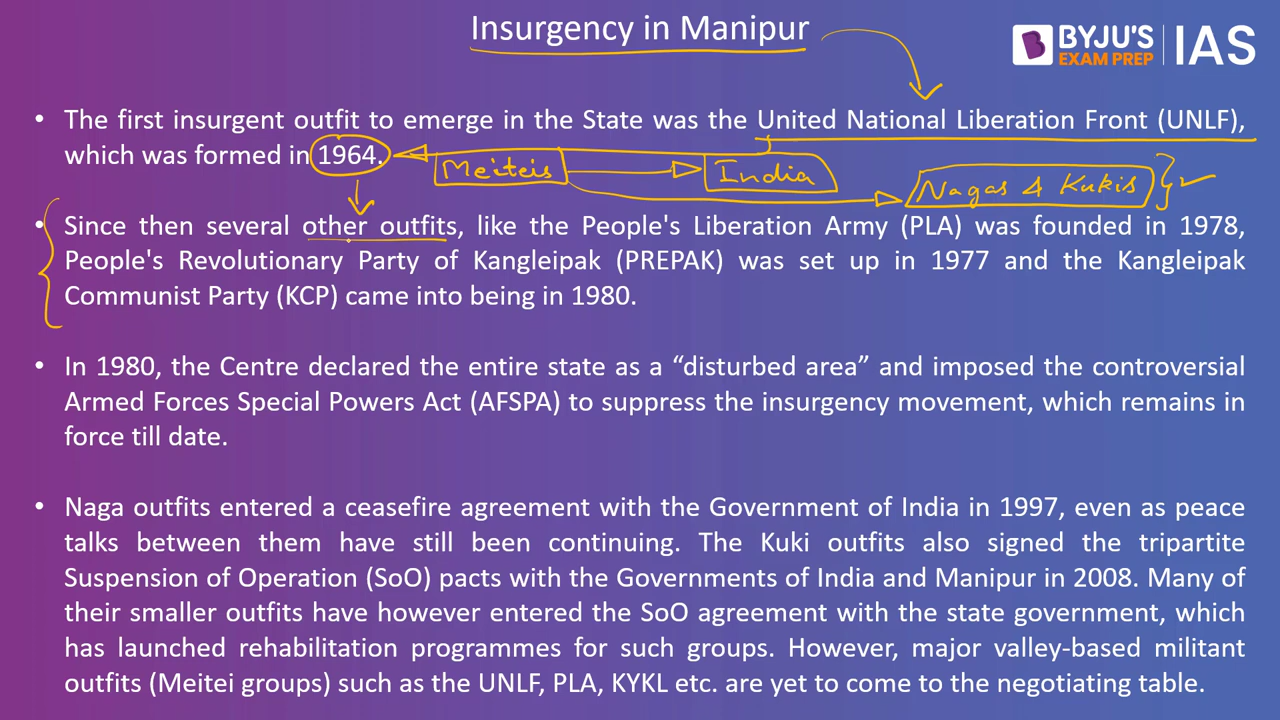 Insurgency in Manipur
BYJU'S
EXAM PREP
IAS
• The first insurgent outfit to emerge in the State was the United National Liberation Front (UNLF),
which was formed in 1964.
Meiteis
India
Nagas & Kukis
• Since then several other outfits, like the People's Liberation Army (PLA) was founded in 1978,
People's Revolutionary Party of Kangleipak (PREPAK) was set up in 1977 and the Kangleipak
Communist Party (KCP) came into being in 1980.
• In 1980, the Centre declared the entire state as a “disturbed area” and imposed the controversial
Armed Forces Special Powers Act (AFSPA) to suppress the insurgency movement, which remains in
force till date.
• Naga outfits entered a ceasefire agreement with the Government of India in 1997, even as peace
talks between them have still been continuing. The Kuki outfits also signed the tripartite
Suspension of Operation (SoO) pacts with the Governments of India and Manipur in 2008. Many of
their smaller outfits have however entered the SoO agreement with the state government, which
has launched rehabilitation programmes for such groups. However, major valley-based militant
outfits (Meitei groups) such as the UNLF, PLA, KYKL etc. are yet to come to the negotiating table.